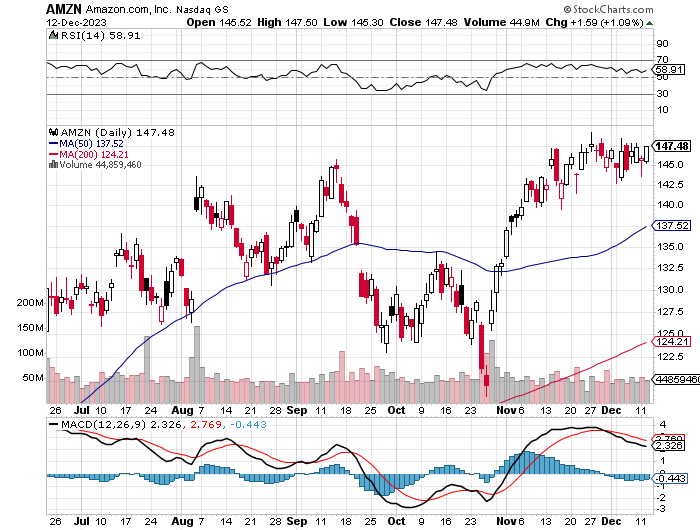 AMZN Amazon.com, Inc. Nasdaq GS © StockCharts.com
12-Dec-2023 Open 145.52 High 147.50 Low 145.30 Close 147.48 Volume 44.9M Chg +1.59 (+1.09%)
RSI(14) 58.91
90
70
58.91
50
30
10
AMZN (Daily) 147.48
MA(50) 137.52
MA(200) 124.21
Volume 44,859,460
147.48
145.0
142.5
140.0
137.52
135.0
132.5
130.0
127.5
125.0
124.21
122.5
44859460
200M
150M
100M
50M
26 Jul 10 17 24 Aug 7 14 21 28 Sep 11 18 25 Oct 9 16 23 Nov 6 13 20 27 Dec 11
MACD(12,26,9) 2.326, 2.769, -0.443
4
2.769
2.326
1
0
-0.443
-1
-2
-3
26 Jul 10 17 24 Aug 7 14 21 28 Sep 11 18 25 Oct 9 16 23 Nov 6 13 20 27 Dec 11